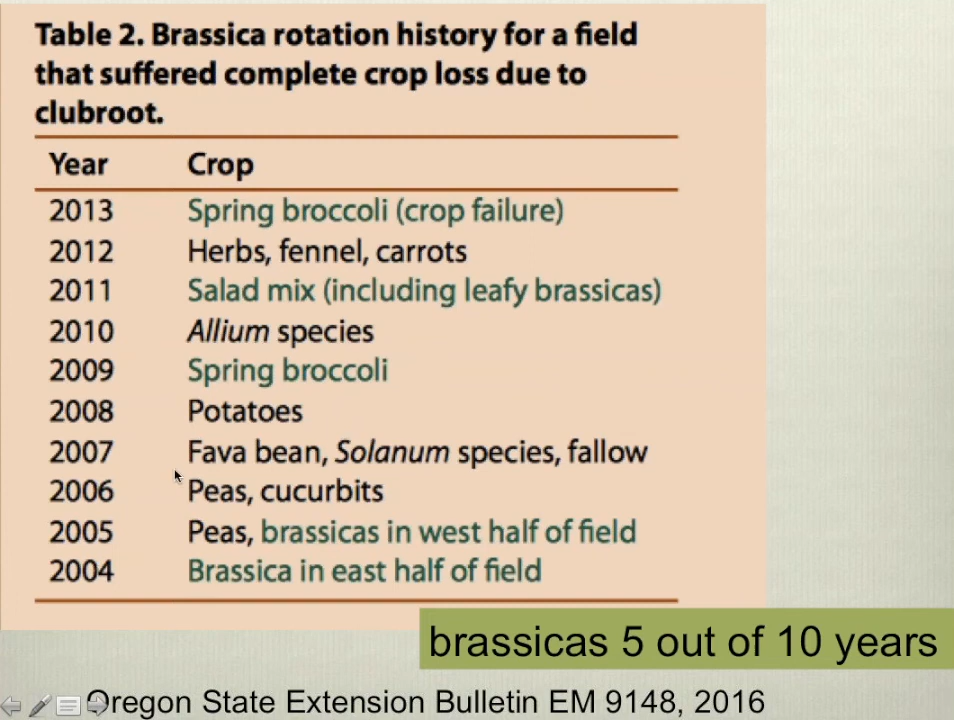 Table 2. Brassica rotation history for a field
that suffered complete crop loss due to
clubroot.
Year Crop
2013 Spring broccoli (crop failure)
2012 Herbs, fennel, carrots
2011 Salad mix (including leafy brassicas)
2010 Allium species
2009 Spring broccoli
2008 Potatoes
2007 Fava bean, Solanum species, fallow
2006 Peas, cucurbits
2005 Peas, brassicas in west half of field
2004 Brassica in east half of field
brassicas 5 out of 10 years
Oregon State Extension Bulletin EM 9148, 2016